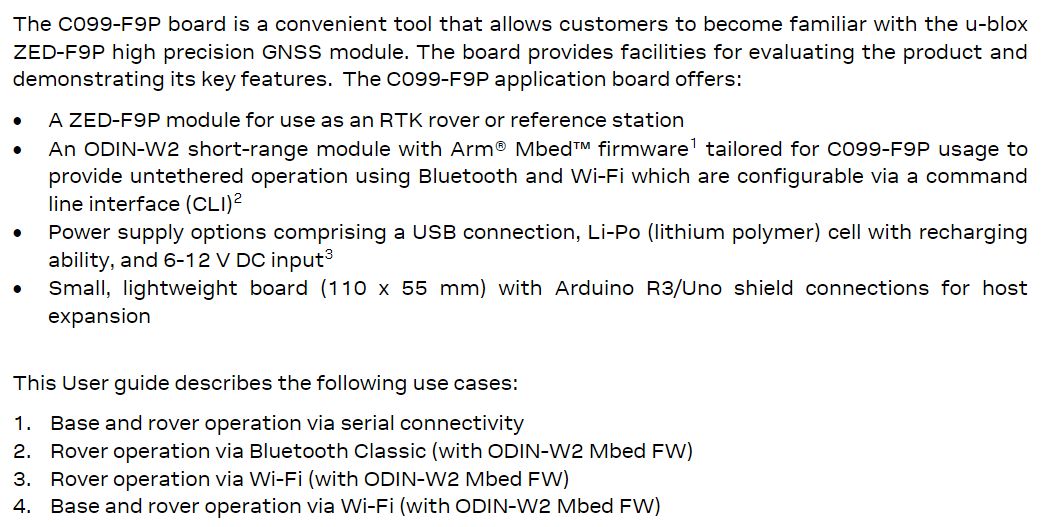 The C099-F9P board is a convenient tool that allows customers to become familiar with the u-blox
ZED-F9P high precision GNSS module. The board provides facilities for evaluating the product and
demonstrating its key features. The C099-F9P application board offers:
• A ZED-F9P module for use as an RTK rover or reference station
• An ODIN-W2 short-range module with Arm® Mbed™ firmware¹ tailored for C099-F9P usage to
provide untethered operation using Bluetooth and Wi-Fi which are configurable via a command
line interface (CLI)²
• Power supply options comprising a USB connection, Li-Po (lithium polymer) cell with recharging
ability, and 6-12 V DC input³
• Small, lightweight board (110 x 55 mm) with Arduino R3/Uno shield connections for host
expansion
This User guide describes the following use cases:
1. Base and rover operation via serial connectivity
2. Rover operation via Bluetooth Classic (with ODIN-W2 Mbed FW)
3. Rover operation via Wi-Fi (with ODIN-W2 Mbed FW)
4. Base and rover operation via Wi-Fi (with ODIN-W2 Mbed FW)